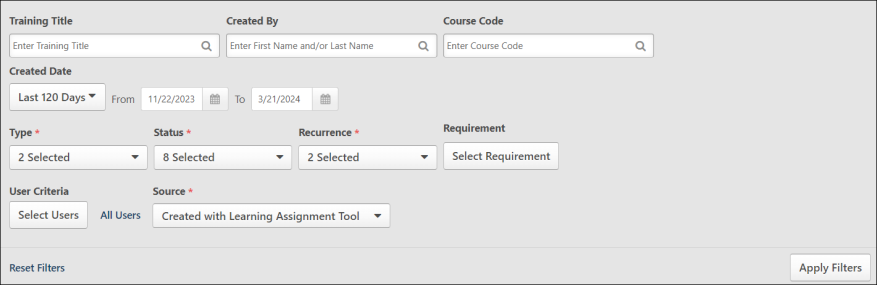 Training Title Created By Course Code
Enter Training Title Enter First Name and/or Last Name Enter Course Code
Created Date
Last 120 Days From 11/22/2023 To 3/21/2024
Type * Status * Recurrence * Requirement
2 Selected 8 Selected 2 Selected Select Requirement
User Criteria Source *
Select Users All Users Created with Learning Assignment Tool
Reset Filters Apply Filters